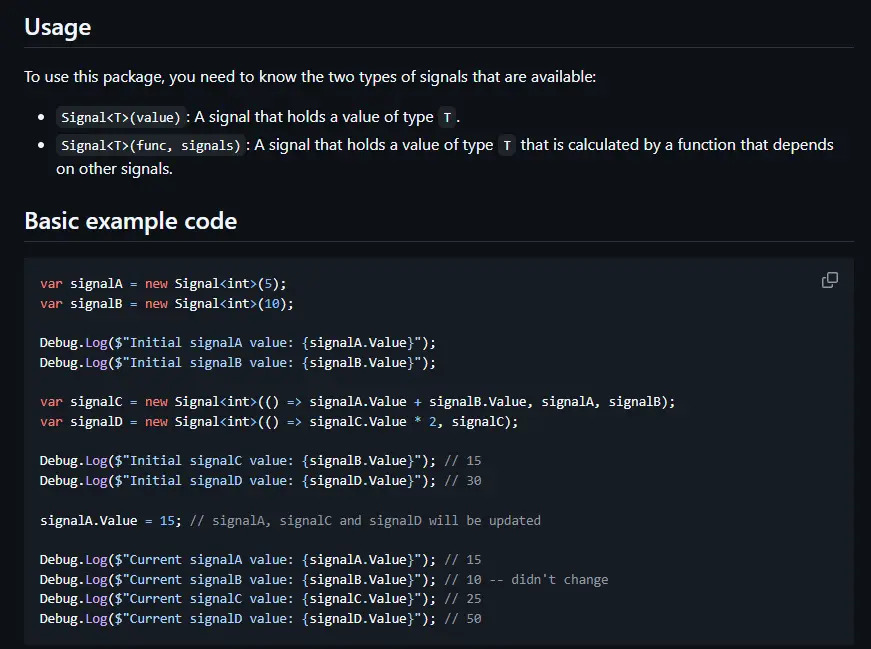 Usage
To use this package, you need to know the two types of signals that are available:
• Signal<T>(value) : A signal that holds a value of type T .
• Signal<T>(func, signals) : A signal that holds a value of type T that is calculated by a function that depends
on other signals.
Basic example code
var signalA = new Signal<int>(5);
var signalB = new Signal<int>(10);
Debug.Log($"Initial signalA value: {signalA.Value}");
Debug.Log($"Initial signalB value: {signalB.Value}");
var signalC = new Signal<int>(() => signalA.Value + signalB.Value, signalA, signalB);
var signalD = new Signal<int>(() => signalC.Value * 2, signalC);
Debug.Log($"Initial signalC value: {signalB.Value}"); // 15
Debug.Log($"Initial signalD value: {signalD.Value}"); // 30
signalA.Value = 15; // signalA, signalC and signalD will be updated
Debug.Log($"Current signalA value: {signalA.Value}"); // 15
Debug.Log($"Current signalB value: {signalB.Value}"); // 10 -- didn't change
Debug.Log($"Current signalC value: {signalC.Value}"); // 25
Debug.Log($"Current signalD value: {signalD.Value}"); // 50